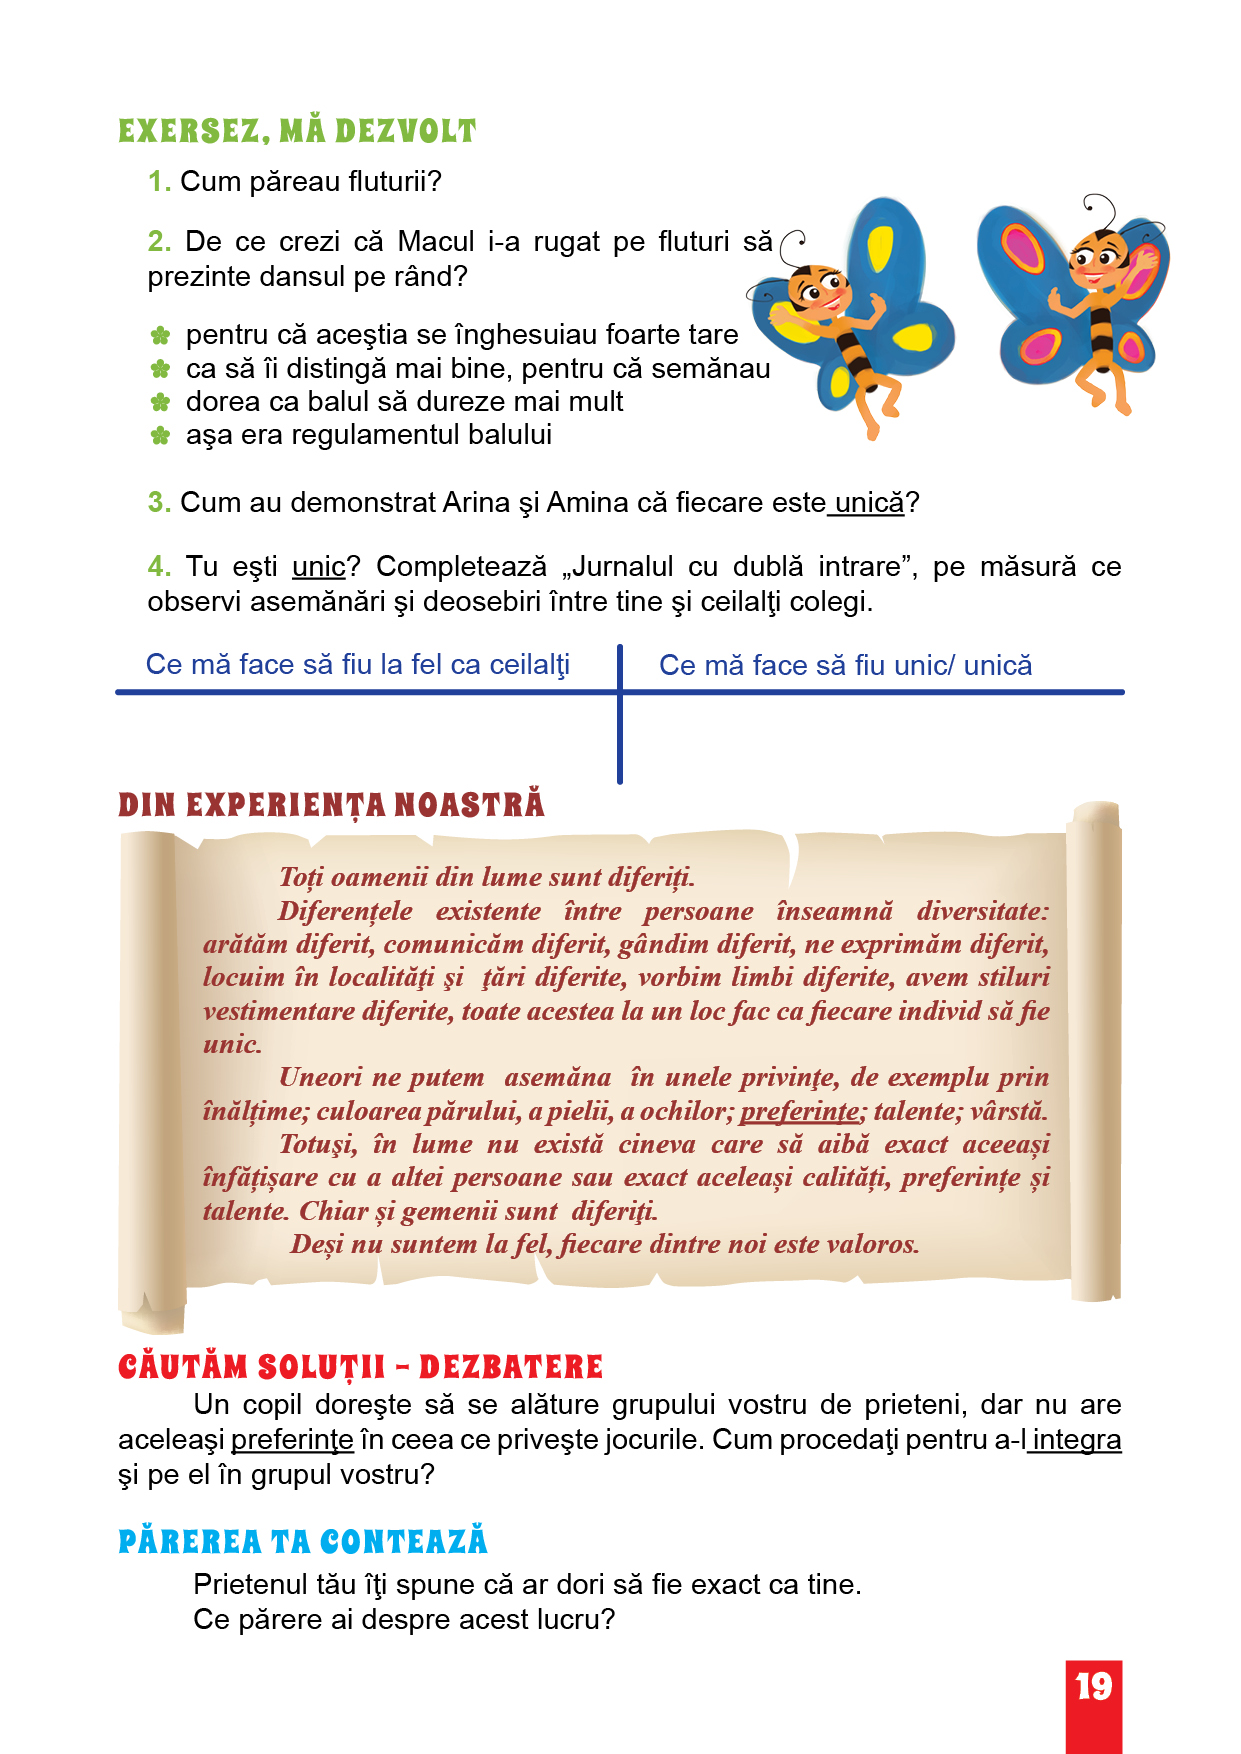 EXERSEZ, MĂ DEZVOLT
1. Cum păreau fluturii?
2. De ce crezi că Macul i-a rugat pe fluturi să
prezinte dansul pe rând?
pentru că aceştia se înghesuiau foarte tare
ca să îi distingă mai bine, pentru că semănau
dorea ca balul să dureze mai mult
aşa era regulamentul balului
3. Cum au demonstrat Arina şi Amina că fiecare este unică?
4. Tu eşti unic? Completează „Jurnalul cu dublă intrare”, pe măsură ce
observi asemănări şi deosebiri între tine şi ceilalţi colegi.
Ce mă face să fiu la fel ca ceilalţi
Ce mă face să fiu unic/ unică
DIN EXPERIENȚA NOASTRĂ
Toți oamenii din lume sunt diferiți.
Diferențele existente între persoane înseamnă diversitate:
arătăm diferit, comunicăm diferit, gândim diferit, ne exprimăm diferit,
locuim în localităţi şi ţări diferite, vorbim limbi diferite, avem stiluri
vestimentare diferite, toate acestea la un loc fac ca fiecare individ să fie
unic.
Uneori ne putem asemăna în unele privinţe, de exemplu prin
înălțime; culoarea părului, a pielii, a ochilor; preferințe; talente; vârstă.
Totuşi, în lume nu există cineva care să aibă exact aceeași
înfățișare cu a altei persoane sau exact aceleași calități, preferințe și
talente. Chiar și gemenii sunt diferiţi.
Deși nu suntem la fel, fiecare dintre noi este valoros.
CĂUTĂM SOLUȚII – DEZBATERE
Un copil doreşte să se alăture grupului vostru de prieteni, dar nu are
aceleaşi preferinţe în ceea ce priveşte jocurile. Cum procedaţi pentru a-l integra
şi pe el în grupul vostru?
PĂREREA TA CONTEAZĂ
Prietenul tău îţi spune că ar dori să fie exact ca tine.
Ce părere ai despre acest lucru?
19